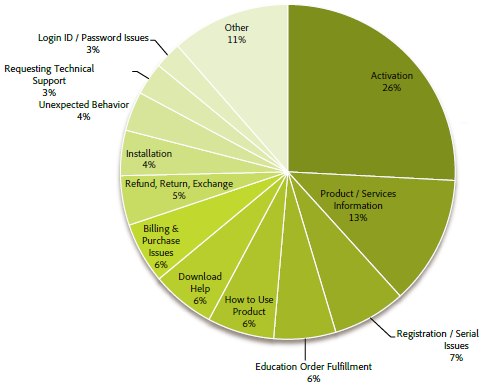 Other
11%
Activation
26%
Product / Services
Information
13%
Registration / Serial
Issues
7%
Education Order Fulfillment
6%
How to Use
Product
6%
Download
Help
6%
Billing &
Purchase
Issues
6%
Refund, Return, Exchange
5%
Installation
4%
Unexpected Behavior
4%
Requesting Technical
Support
3%
Login ID / Password Issues
3%